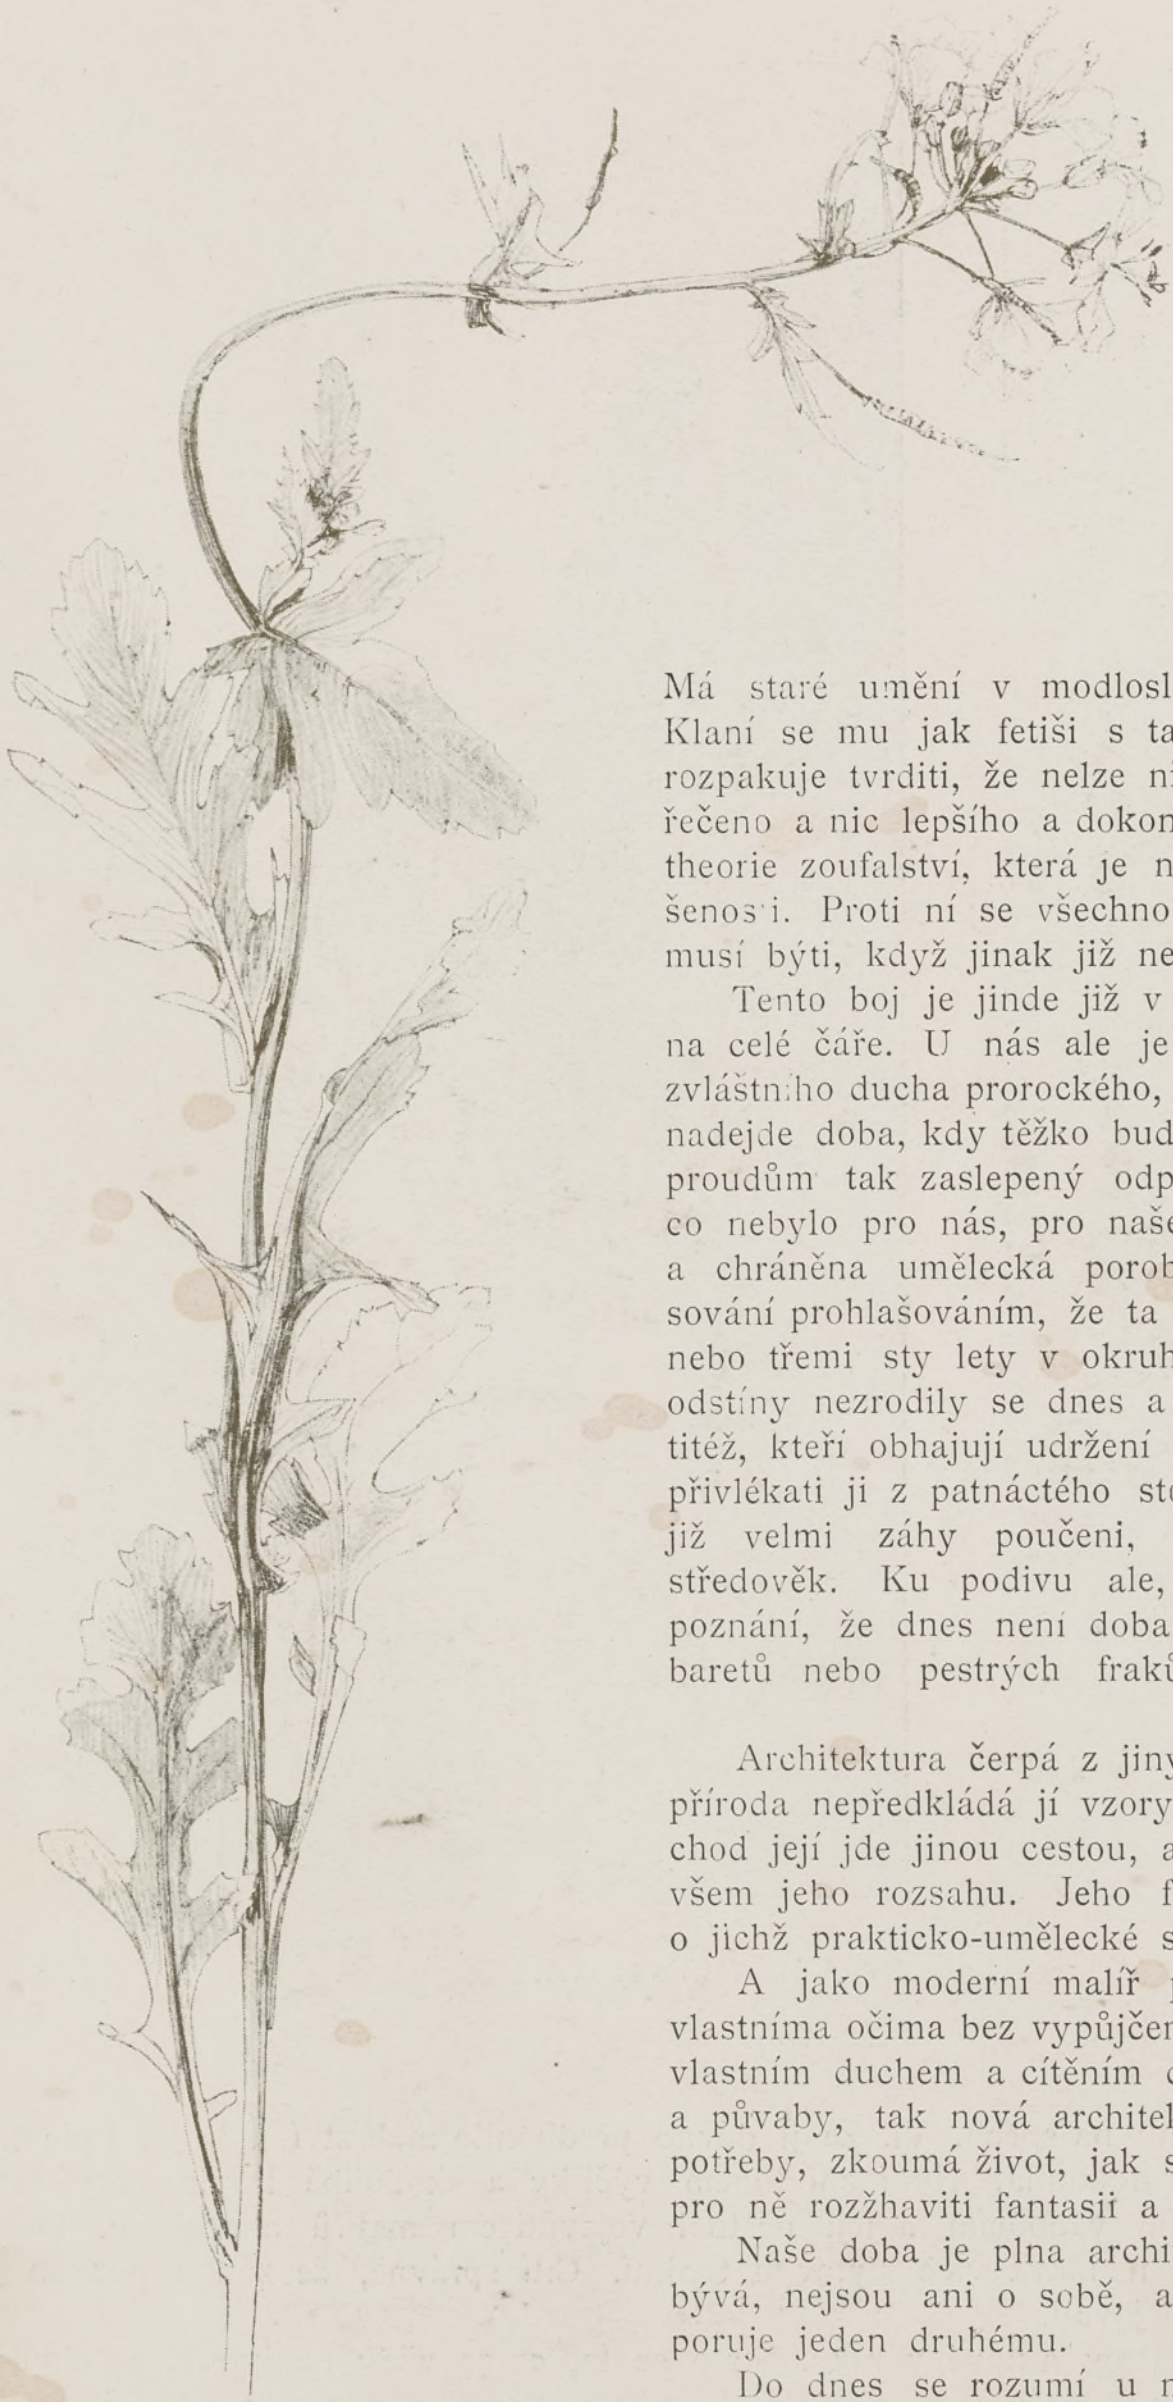 Má staré umění v modlosl
Klaní se mu jak fetiši s ta
rozpakuje tvrditi, že nelze ni
řečeno a nic lepšího a dokon
theorie zoufalství, která je n
šenosti. Proti ní se všechno
musí býti, když jinak již ne
Tento boj je jinde již v
na celé čáře. U nás ale je
zvláštního ducha prorockého,
nadejde doba, kdy těžko bud
proudům tak zaslepený odp
co nebylo pro nás, pro naše
a chráněna umělecká porob
sování prohlašováním, že ta
nebo třemi sty lety v okruh
odstíny nezrodily se dnes a
titéž, kteří obhajují udržení
přivlékati ji z patnáctého sto
již velmi záhy poučeni,
středověk. Ku podivu ale,
poznání, že dnes není doba
baretů nebo pestrých fraků
Architektura čerpá z jiný
příroda nepředkládá jí vzory
chod její jde jinou cestou, a
všem jeho rozsahu. Jeho f
o jichž prakticko-umělecké s
A jako moderní malíř p
vlastníma očima bez vypůjčen
vlastním duchem a cítěním
a půvaby, tak nová architek
potřeby, zkoumá život, jak s
pro ně rozžhaviti fantasii a
Naše doba je plna archi
bývá, nejsou ani o sobě, a
poruje jeden druhému.
Do dnes se rozumí u n